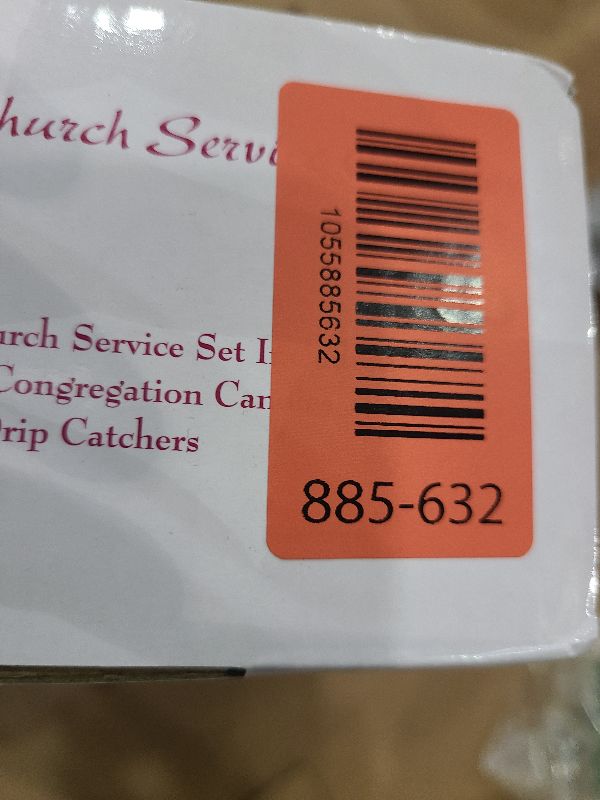 hurch Servi
urch Service Set I
Congregation Can
rip Catchers
1055885632
885-632